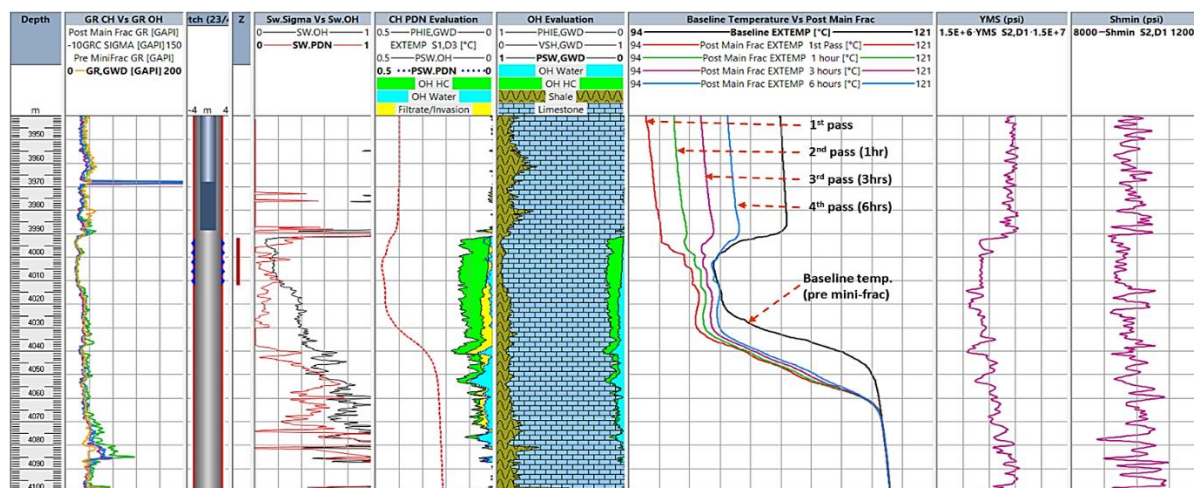 Depth
GR CH Vs GR OH
tch (23/4
Z
Sw.Sigma Vs Sw.OH
CH PDN Evaluation
OH Evaluation
Baseline Temperature Vs Post Main Frac
YMS (psi)
Shmin (psi)
Post Main Frac GR [GAPI]
-10GRC SIGMA [GAPI]150
Pre MiniFrac GR [GAPI]
0 GR,GWD [GAPI] 200
0 SW.OH 1
0 SW.PDN 1
0.5 PHIE,GWD 0
EXTEMP S1,D3 [°C]
0.5 PSW.OH 0
0.5 PSW.PDN 0
OH HC
OH Water
Filtrate/Invasion
1 PHIE,GWD 0
0 VSH,GWD 1
1 PSW,GWD 0
OH Water
OH HC
Shale
Limestone
94 Baseline EXTEMP [°C] 121
94 Post Main Frac EXTEMP 1st Pass [°C] 121
94 Post Main Frac EXTEMP 1 hour [°C] 121
94 Post Main Frac EXTEMP 3 hours [°C] 121
94 Post Main Frac EXTEMP 6 hours [°C] 121
1.5E+6 YMS S2,D1 1.5E+7
8000 Shmin S2,D1 1200
m
-4 m 4
3950
3960
3970
3980
3990
4000
4010
4020
4030
4040
4050
4060
4070
4080
4090
4100
1st pass
2nd pass (1hr)
3rd pass (3hrs)
4th pass (6hrs)
Baseline temp.
(pre mini-frac)